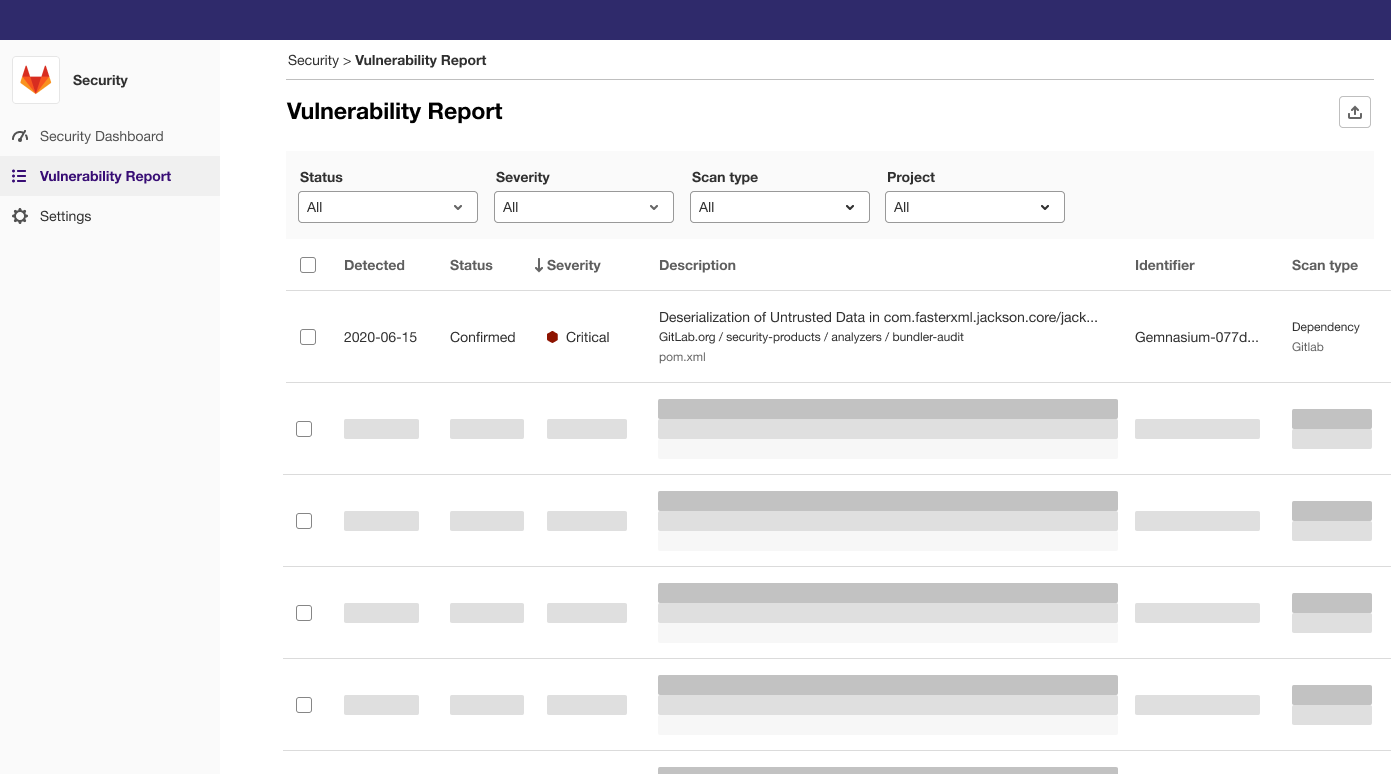 Security > Vulnerability Report
Security
Security Dashboard
Vulnerability Report
Settings
Vulnerability Report
Status Severity Scan type Project
All All All All
Detected Status Severity Description Identifier Scan type
2020-06-15 Confirmed Critical
Deserialization of Untrusted Data in com.fasterxml.jackson.core/jack...
GitLab.org / security-products / analyzers / bundler-audit
pom.xml
Gemnasium-077d...
Dependency
Gitlab